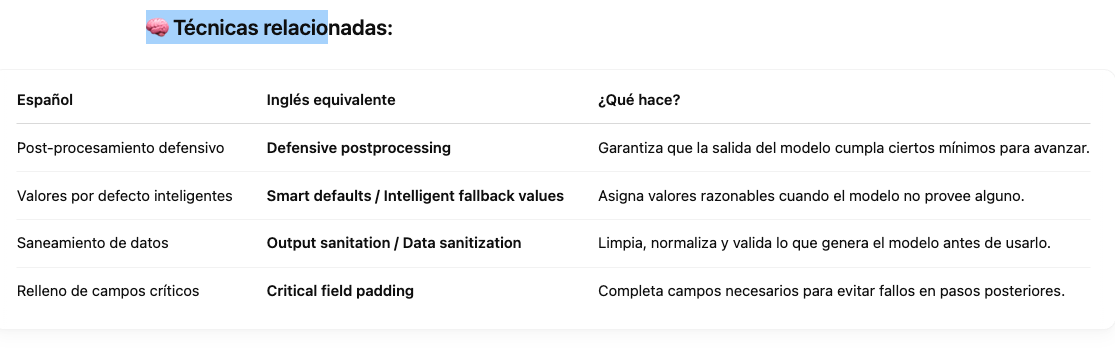 🧠 Técnicas relacionadas:
Español Inglés equivalente ¿Qué hace?
Post-procesamiento defensivo Defensive postprocessing Garantiza que la salida del modelo cumpla ciertos mínimos para avanzar.
Valores por defecto inteligentes Smart defaults / Intelligent fallback values Asigna valores razonables cuando el modelo no provee alguno.
Saneamiento de datos Output sanitation / Data sanitization Limpia, normaliza y valida lo que genera el modelo antes de usarlo.
Relleno de campos críticos Critical field padding Completa campos necesarios para evitar fallos en pasos posteriores.